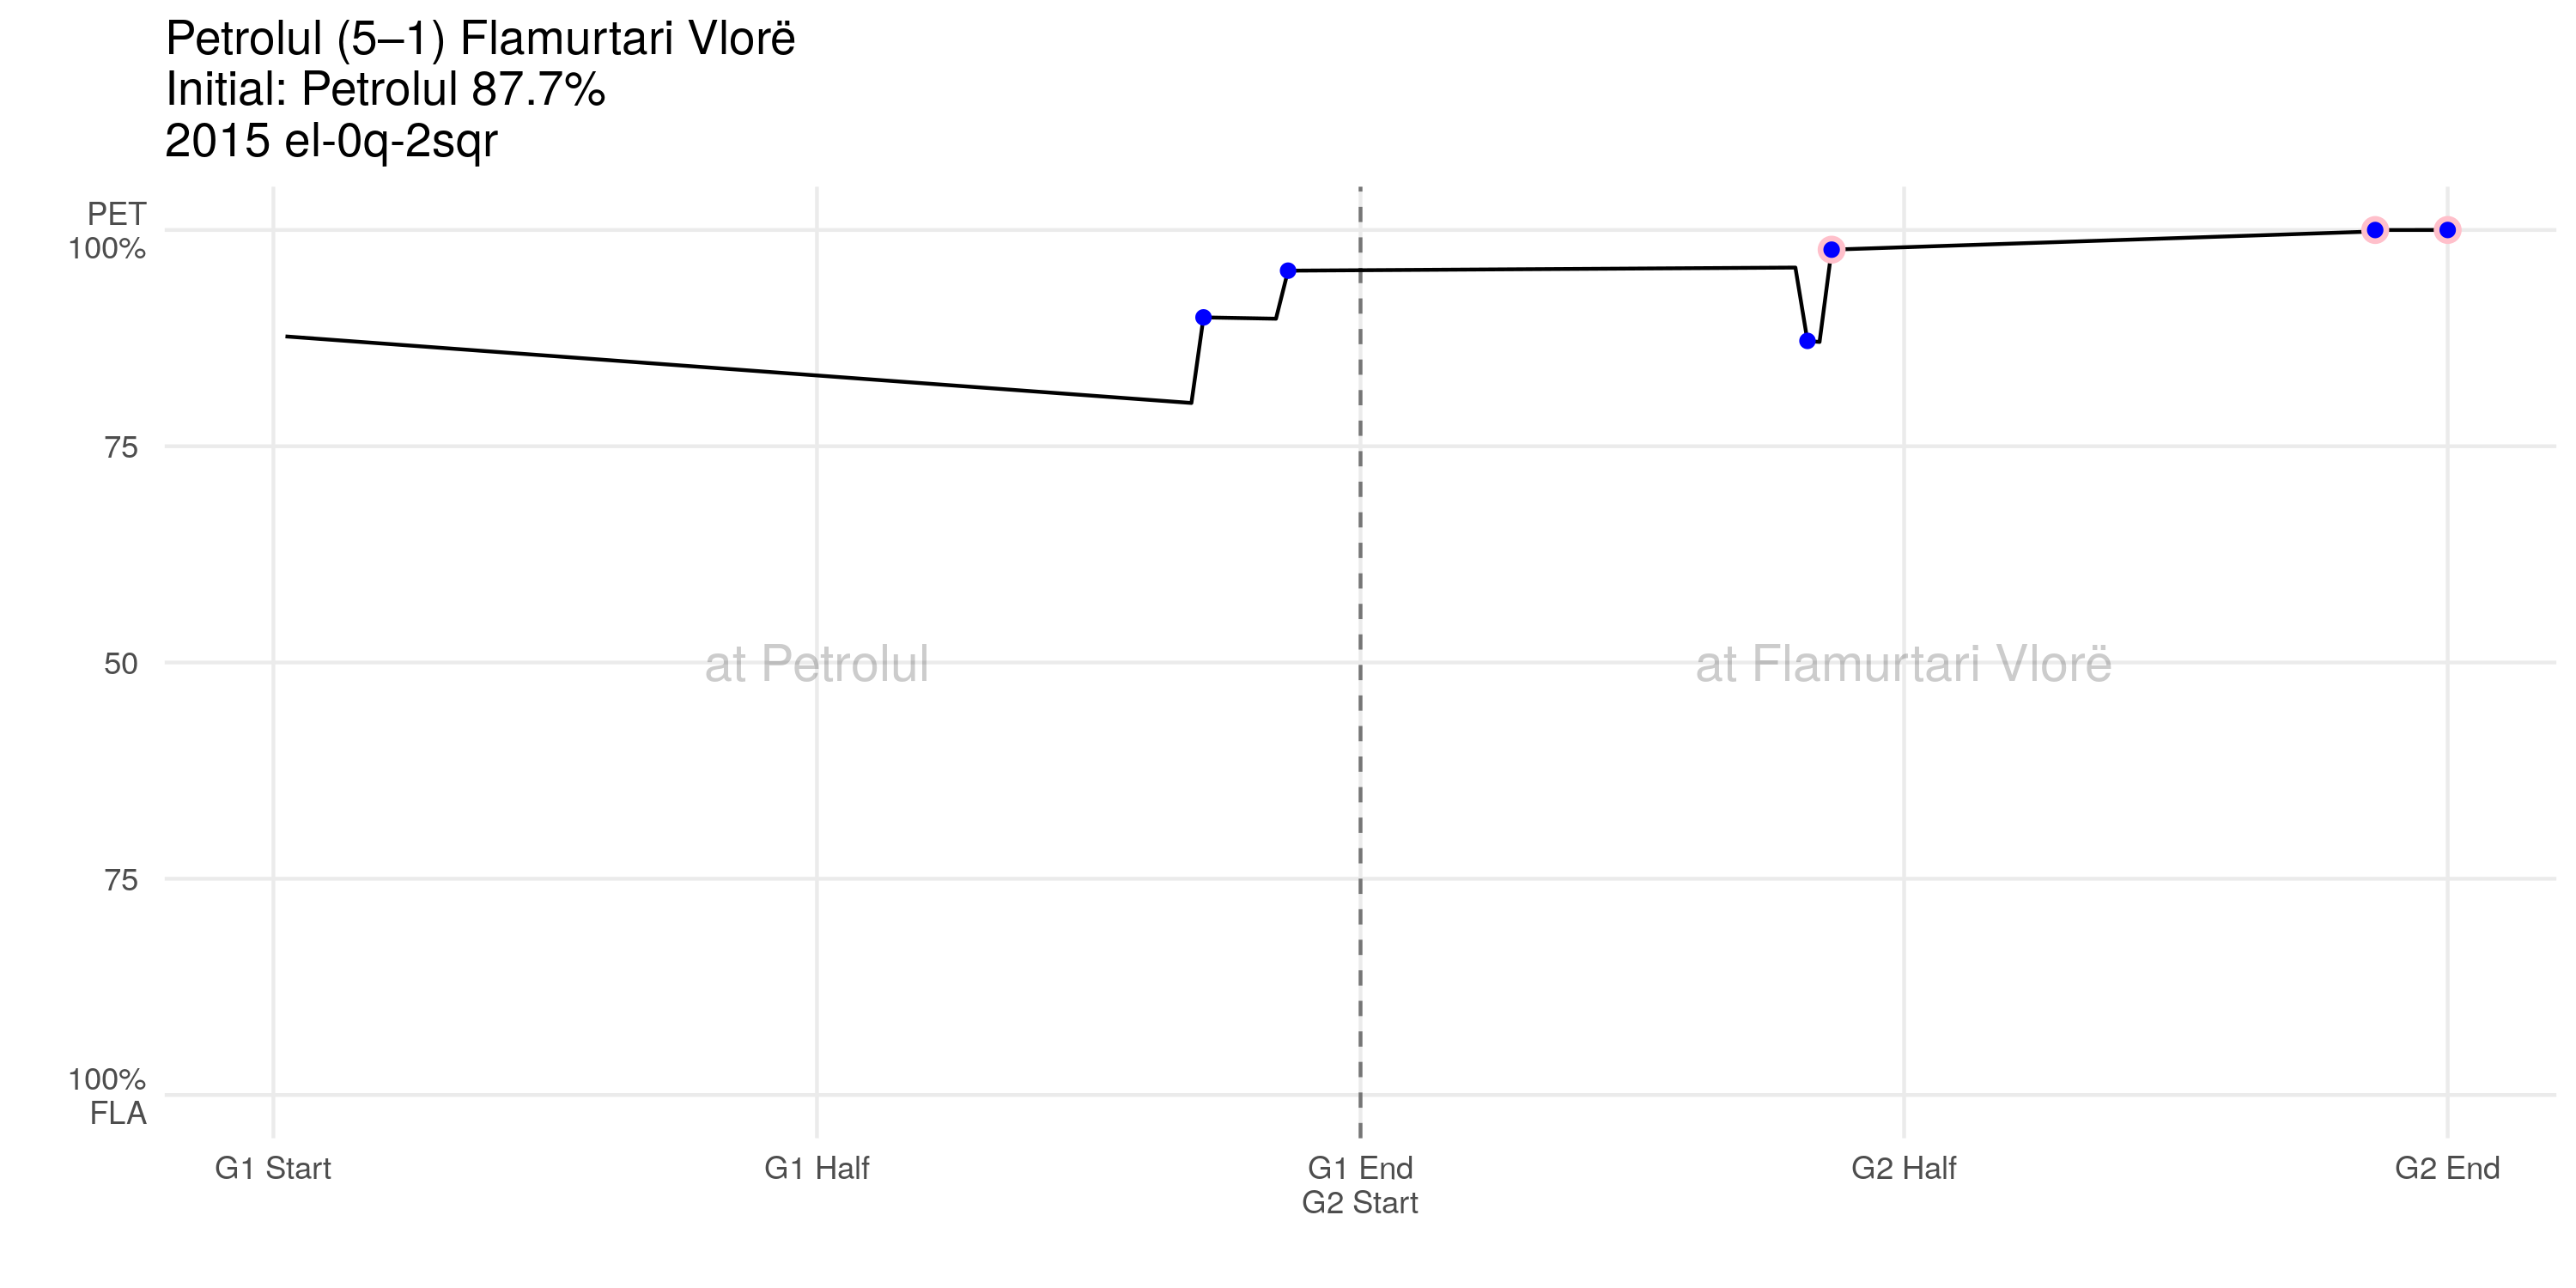 Petrolul (5–1) Flamurtari Vlorë
Initial: Petrolul 87.7%
2015 el-0q-2sqr
PET
100%
75
50
75
100%
FLA
at Petrolul
at Flamurtari Vlorë
G1 Start
G1 Half
G1 End
G2 Start
G2 Half
G2 End